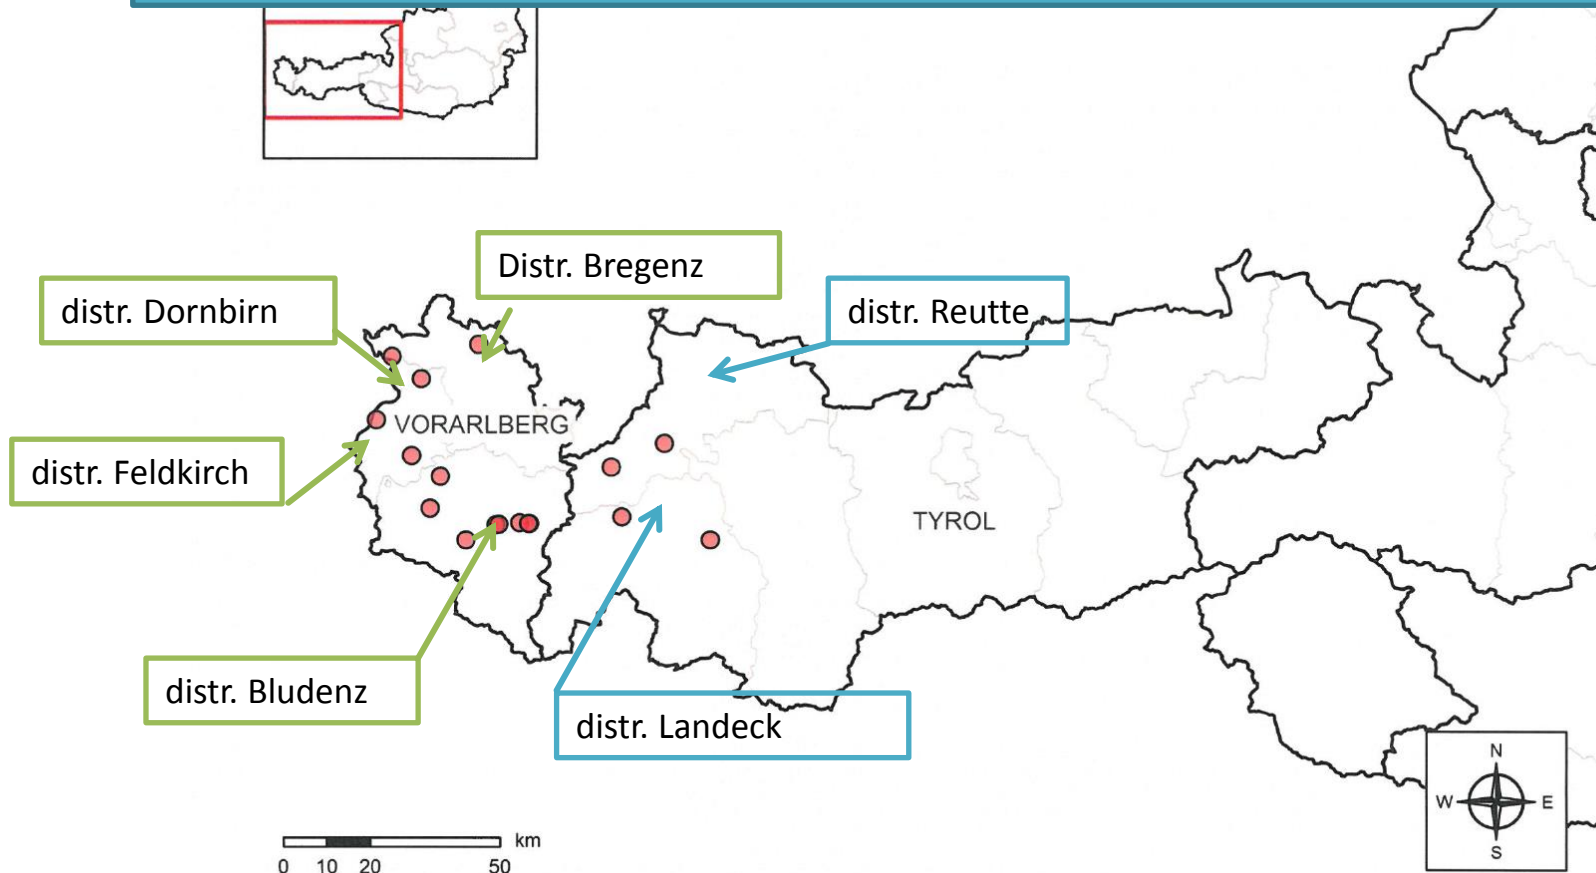 Distr. Bregenz
distr. Dornbirn
distr. Reutte
VORARLBERG
distr. Feldkirch
TYROL
distr. Bludenz
distr. Landeck
N
W E
S
km
0 10 20 50